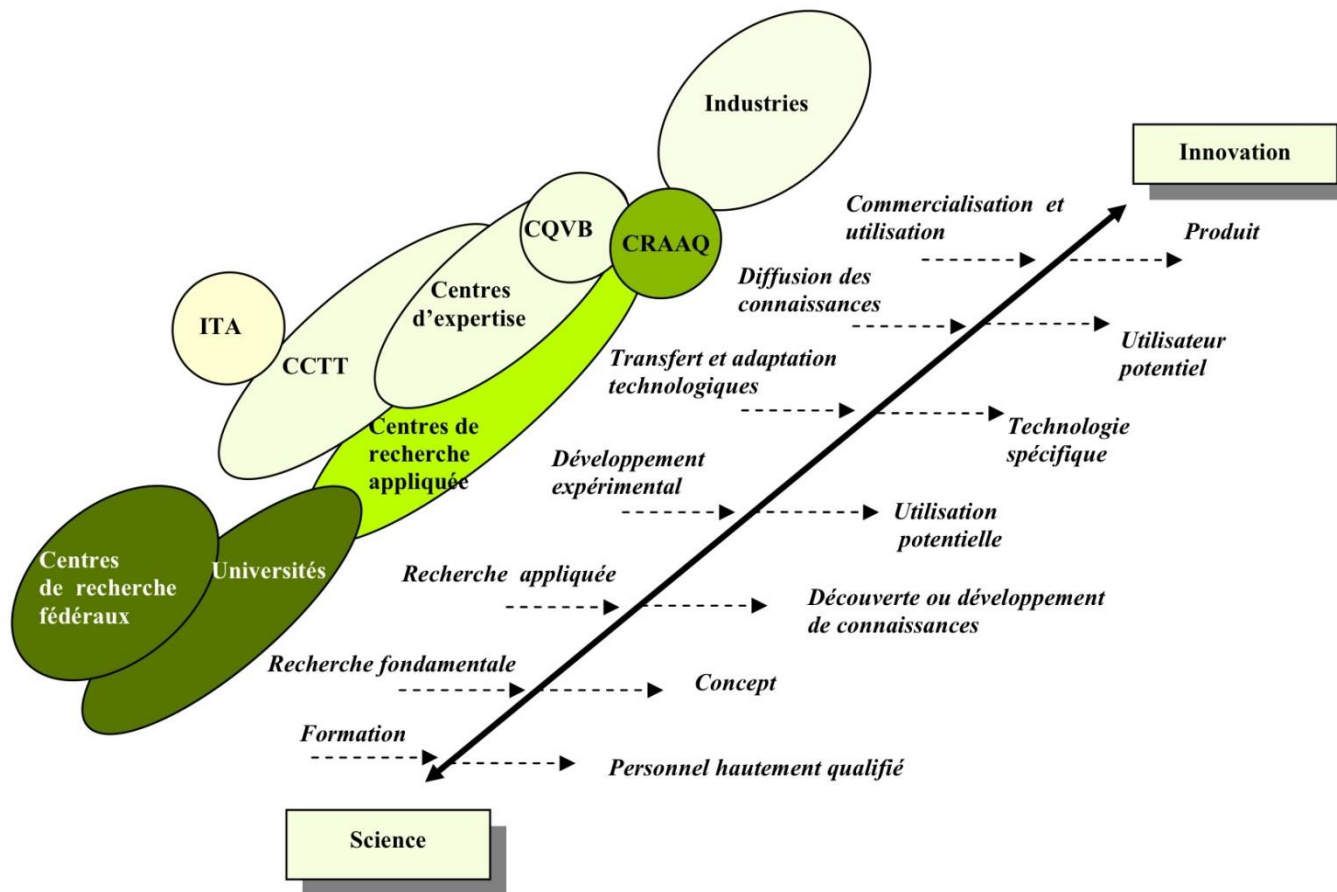 Industries
Innovation
Commercialisation et
utilisation
Produit
CQVB
CRAAQ
Diffusion des
connaissances
Centres
d’expertise
ITA
Utilisateur
potentiel
CCTT
Transfert et adaptation
technologiques
Centres de
recherche
appliquée
Technologie
spécifique
Développement
expérimental
Utilisation
potentielle
Centres
de recherche
fédéraux
Universités
Recherche appliquée
Découverte ou développement
de connaissances
Recherche fondamentale
Concept
Formation
Personnel hautement qualifié
Science